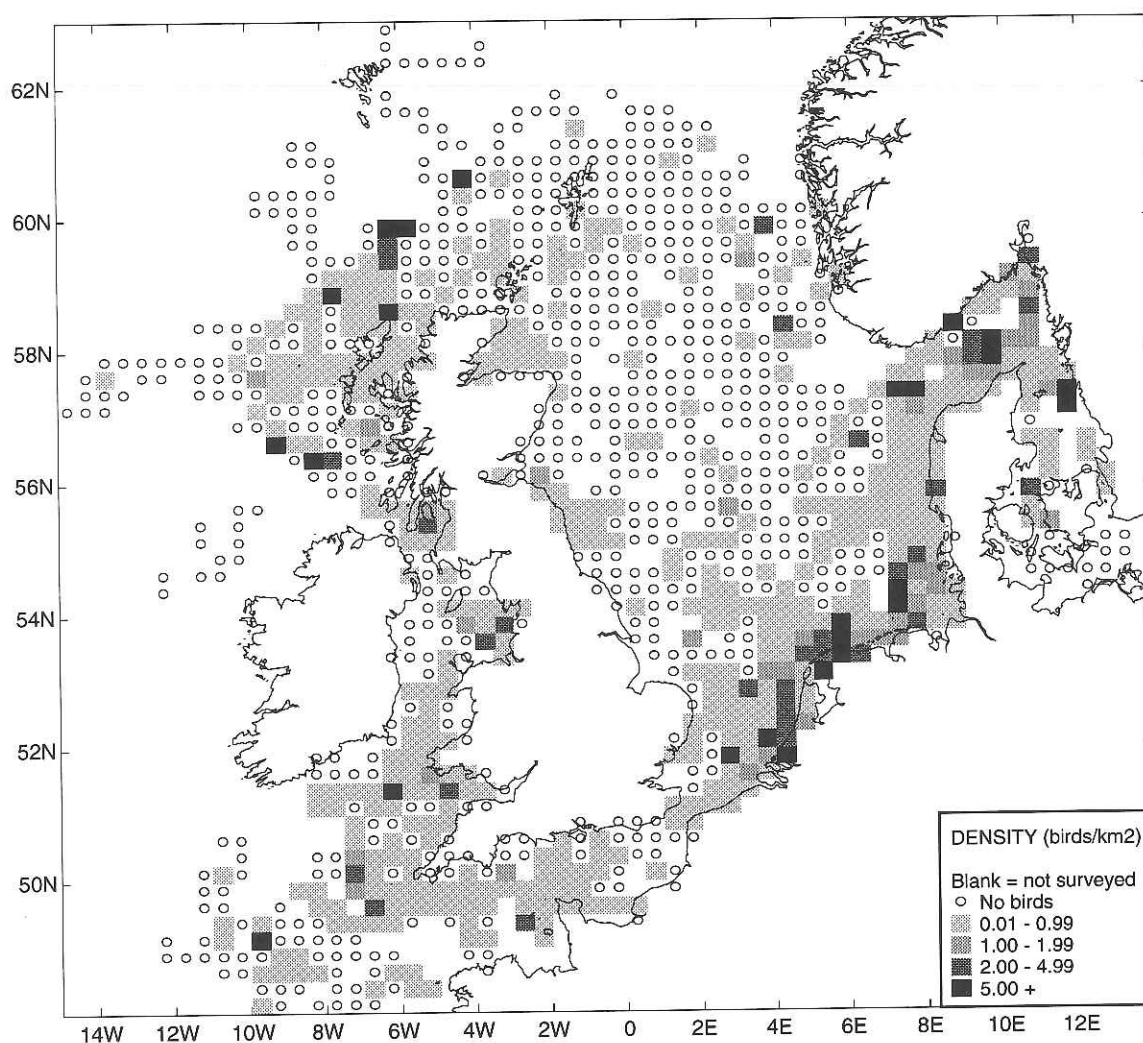 62N
60N
58N
56N
54N
52N
50N
DENSITY (birds/km2)
Blank = not surveyed
No birds
0.01 - 0.99
1.00 - 1.99
2.00 - 4.99
5.00 +
14W 12W 10W 8W 6W 4W 2W 0 2E 4E 6E 8E 10E 12E